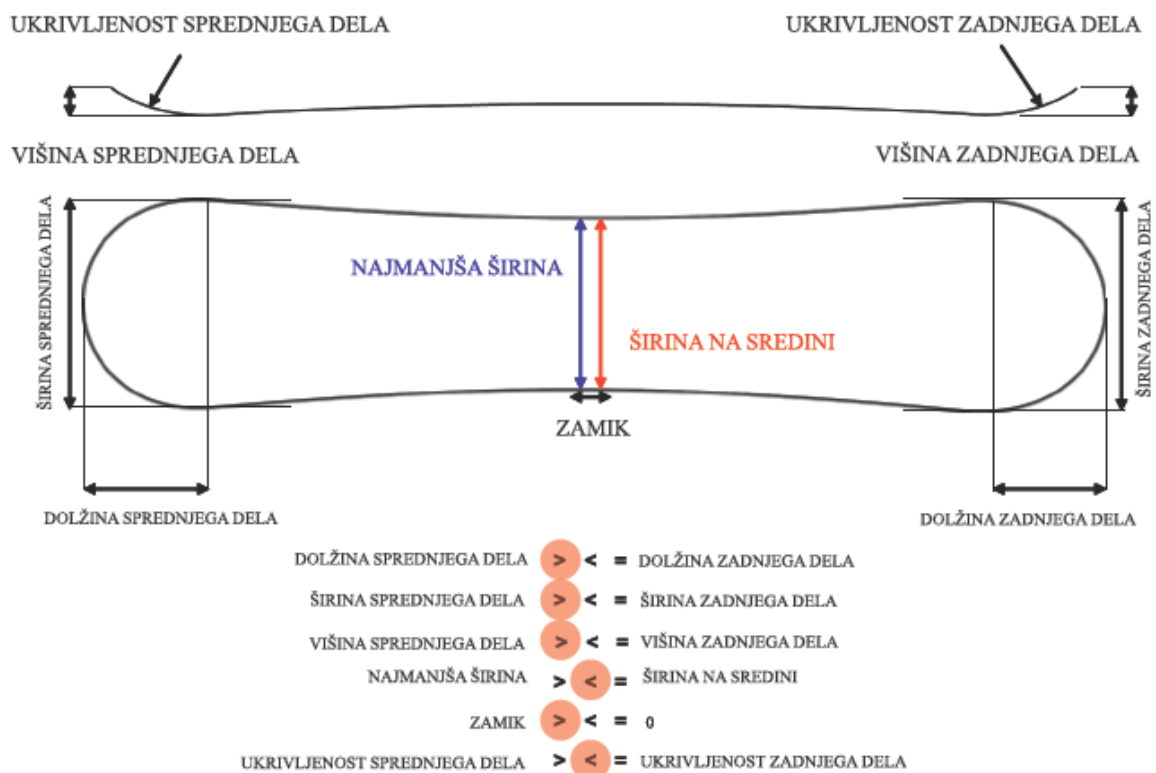 UKRIVLJENOST SPREDNJEGA DELA
UKRIVLJENOST ZADNJEGA DELA
VIŠINA SPREDNJEGA DELA
VIŠINA ZADNJEGA DELA
ŠIRINA SPREDNJEGA DELA
NAJMANJŠA ŠIRINA
ŠIRINA NA SREDINI
ŠIRINA ZADNJEGA DELA
ZAMIK
DOLŽINA SPREDNJEGA DELA
DOLŽINA ZADNJEGA DELA
DOLŽINA SPREDNJEGA DELA > < = DOLŽINA ZADNJEGA DELA
ŠIRINA SPREDNJEGA DELA > < = ŠIRINA ZADNJEGA DELA
VIŠINA SPREDNJEGA DELA > < = VIŠINA ZADNJEGA DELA
NAJMANJŠA ŠIRINA > < = ŠIRINA NA SREDINI
ZAMIK > < = 0
UKRIVLJENOST SPREDNJEGA DELA > < = UKRIVLJENOST ZADNJEGA DELA